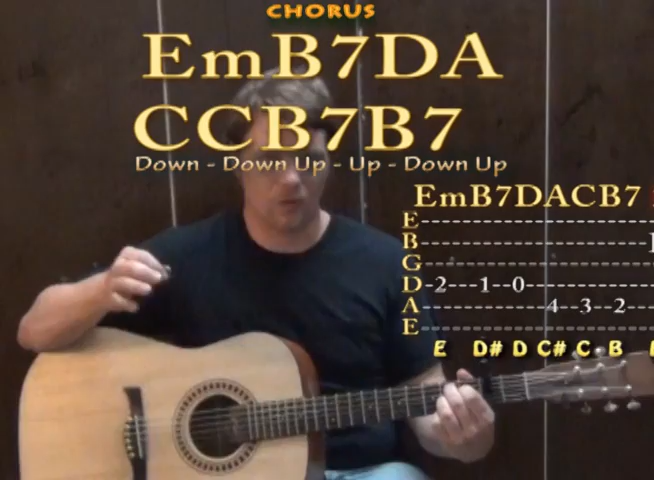 CHORUS
EmB7DA
CCB7B7
Down - Down Up - Up - Down Up
EmB7DACB7
E--------------------------
B--------------------------
G--------------------------
D-2---1--0-----------------
A------------4--3--2-------
E--------------------------
E D# D C# C B